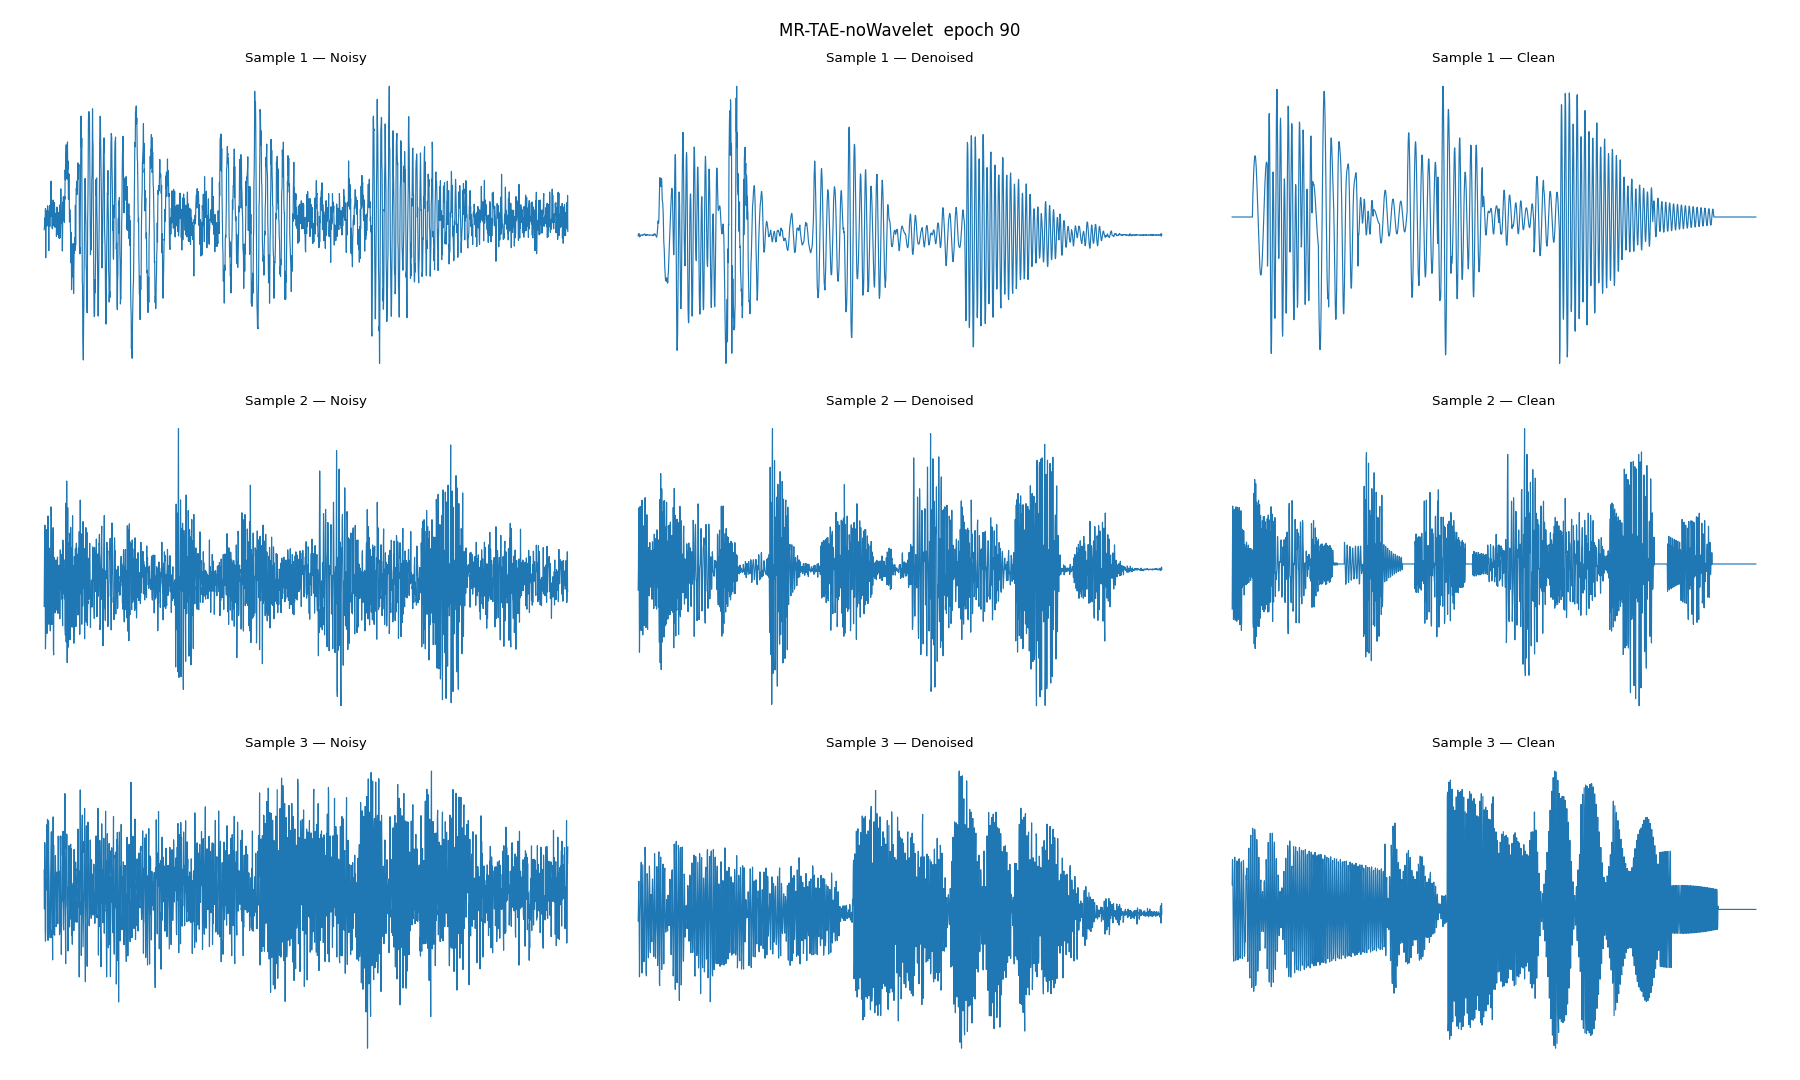 MR-TAE-noWavelet  epoch 90
Sample 1 — Noisy
Sample 1 — Denoised
Sample 1 — Clean
Sample 2 — Noisy
Sample 2 — Denoised
Sample 2 — Clean
Sample 3 — Noisy
Sample 3 — Denoised
Sample 3 — Clean